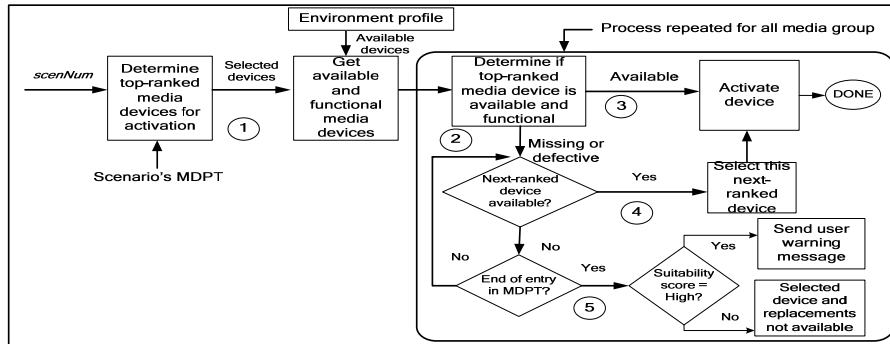 Environment profile
Process repeated for all media group
Available
devices
scenNum
Determine
top-ranked
media
devices for
activation
Selected
devices
1
Get
available
and
functional
media
devices
Determine if
top-ranked
media device is
available and
functional
2
Available
3
Activate
device
DONE
Scenario's MDPT
Missing or
defective
Next-ranked
device
available?
Yes
4
Select this
next-
ranked
device
No
No
End of entry
in MDPT?
Yes
5
Suitability
score =
High?
Yes
Send user
warning
message
No
Selected
device and
replacements
not available